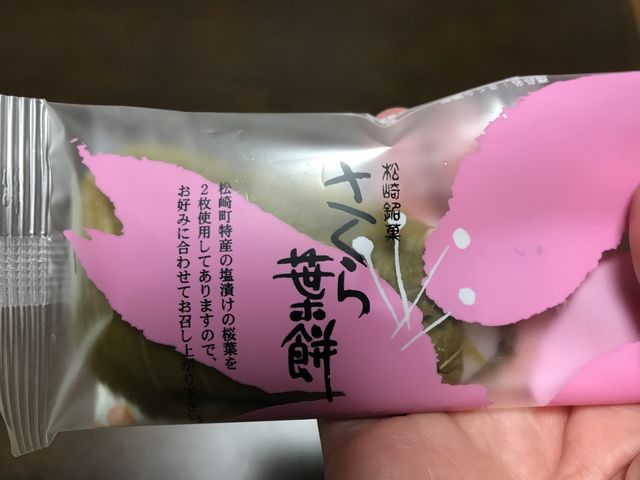 松崎銘菓
さくら葉餅
松崎町特産の塩漬けの桜葉を
2枚使用してありますので、
お好みに合わせてお召し上がり下さい。